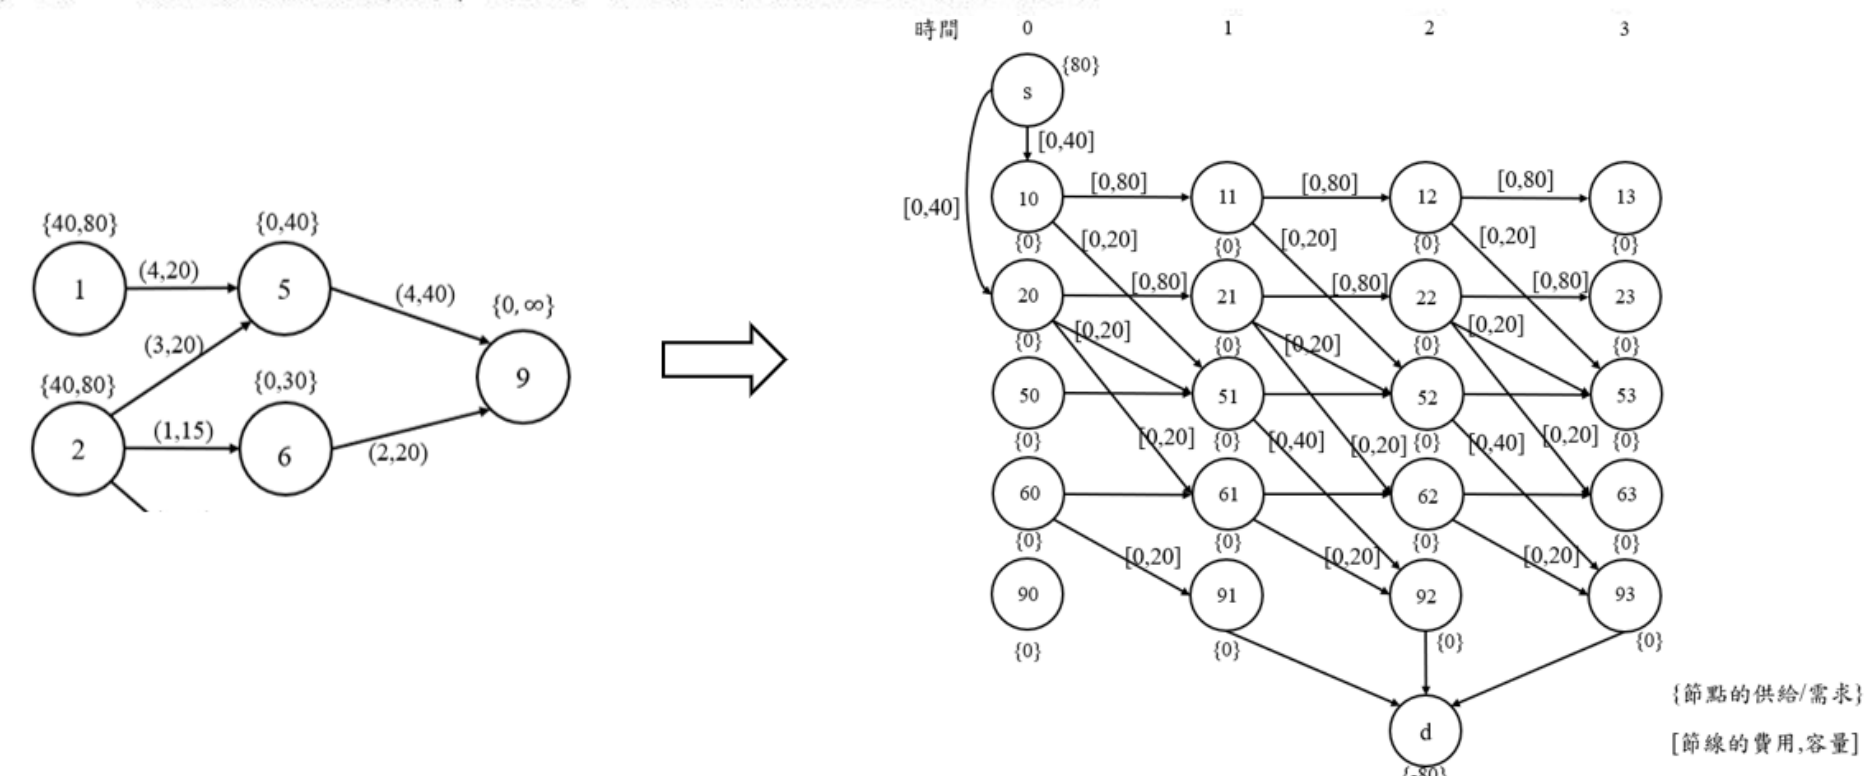 時間 0 1 2 3
s {80}
[0,40]
10 [0,80] 11 [0,80] 12 [0,80] 13
[0,40]
{0} [0,20] {0} [0,20] {0} [0,20] {0}
20 [0,80] 21 [0,80] 22 [0,80] 23
{0} [0,20] {0} [0,20] {0} [0,20] {0}
50 51 52 53
{0} [0,20] {0} [0,40] [0,20] {0} [0,40] [0,20] {0}
60 61 62 63
{0} [0,20] {0} [0,20] {0} [0,20] {0}
90 91 92 93
{0} {0} {0} {0}
d
{-80}
{節點的供給/需求}
[節線的費用,容量]
{40,80} {0,40}
1 (4,20) 5 (4,40) {0,∞}
(3,20) 9
{40,80} {0,30}
2 (1,15) 6 (2,20)